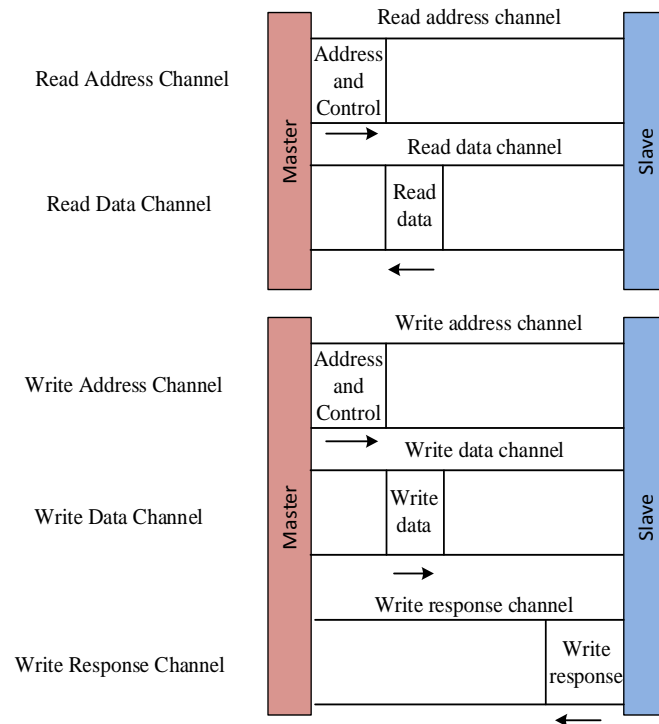 Read address channel
Read Address Channel
Address
and
Control
Master
Slave
Read data channel
Read Data Channel
Read
data
Write address channel
Write Address Channel
Address
and
Control
Master
Slave
Write data channel
Write Data Channel
Write
data
Write response channel
Write Response Channel
Write
response